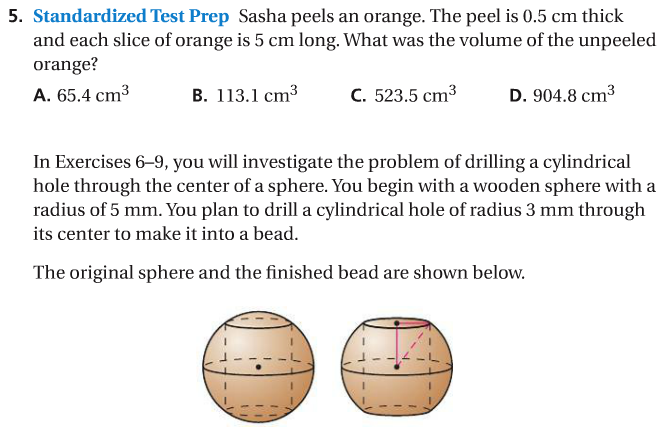 5. Standardized Test Prep Sasha peels an orange. The peel is 0.5 cm thick
and each slice of orange is 5 cm long. What was the volume of the unpeeled
orange?
A. 65.4 cm³ B. 113.1 cm³ C. 523.5 cm³ D. 904.8 cm³
In Exercises 6–9, you will investigate the problem of drilling a cylindrical
hole through the center of a sphere. You begin with a wooden sphere with a
radius of 5 mm. You plan to drill a cylindrical hole of radius 3 mm through
its center to make it into a bead.
The original sphere and the finished bead are shown below.